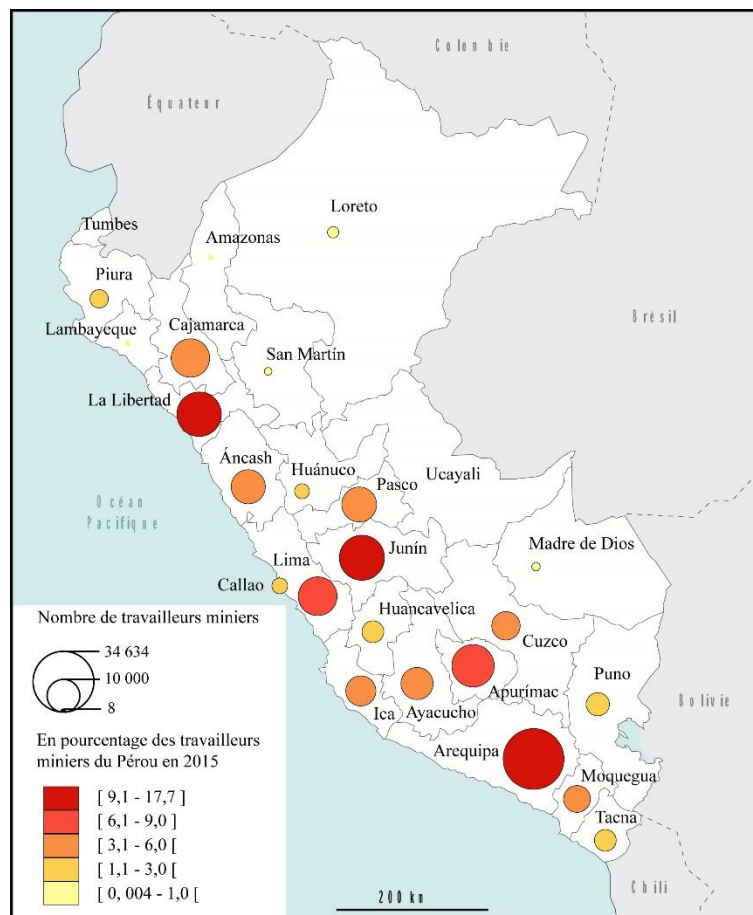 Colombie
Équateur
Loreto
Tumbes
Amazonas
Piura
Brésil
Lambayeque
Cajamarca
San Martín
La Libertad
Áncash
Huánuco
Pasco
Ucayali
Océan
Pacifique
Junín
Madre de Dios
Lima
Callao
Huancavelica
Cuzco
Puno
Bolivie
Ica
Ayacucho
Apurímac
Arequipa
Moquegua
Tacna
Chili
Nombre de travailleurs miniers
34 634
10 000
8
En pourcentage des travailleurs
miniers du Pérou en 2015
[ 9,1 - 17,7 ]
[ 6,1 - 9,0 [
[ 3,1 - 6,0 [
[ 1,1 - 3,0 [
[ 0, 004 - 1,0 [
200 km